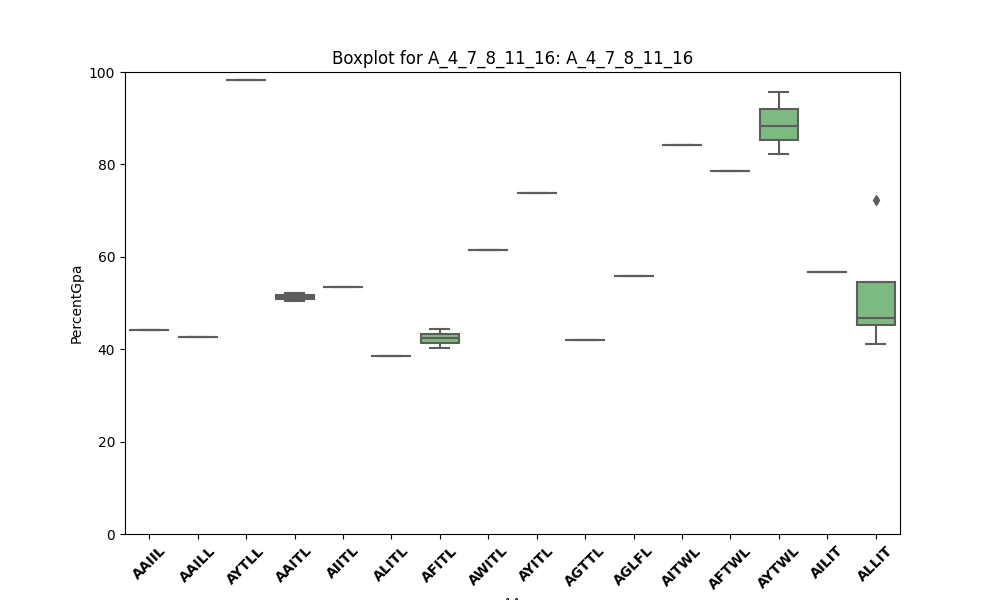 Boxplot for A_4_7_8_11_16: A_4_7_8_11_16
100
80
60
40
20
0
PercentGpa
AAIIL
AAILL
AYTLL
AAITL
AIITL
ALITL
AFITL
AWITL
AYITL
AGTTL
AGLFL
AITWL
AFTWL
AYTWL
AILIT
ALLIT